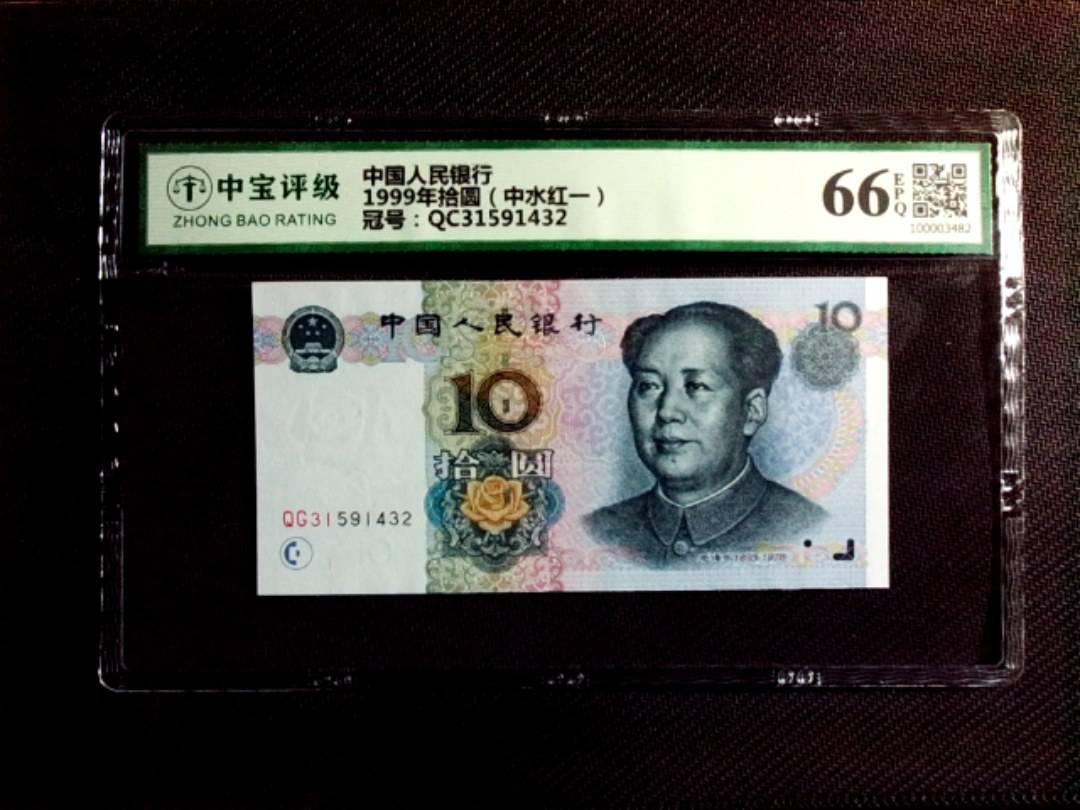 中宝评级
ZHONG BAO RATING
中国人民银行
1999年拾圆（中水红一）
冠号：QC31591432
66
EPQ
100003482
中国人民银行
10
10
拾圆
QG31591432